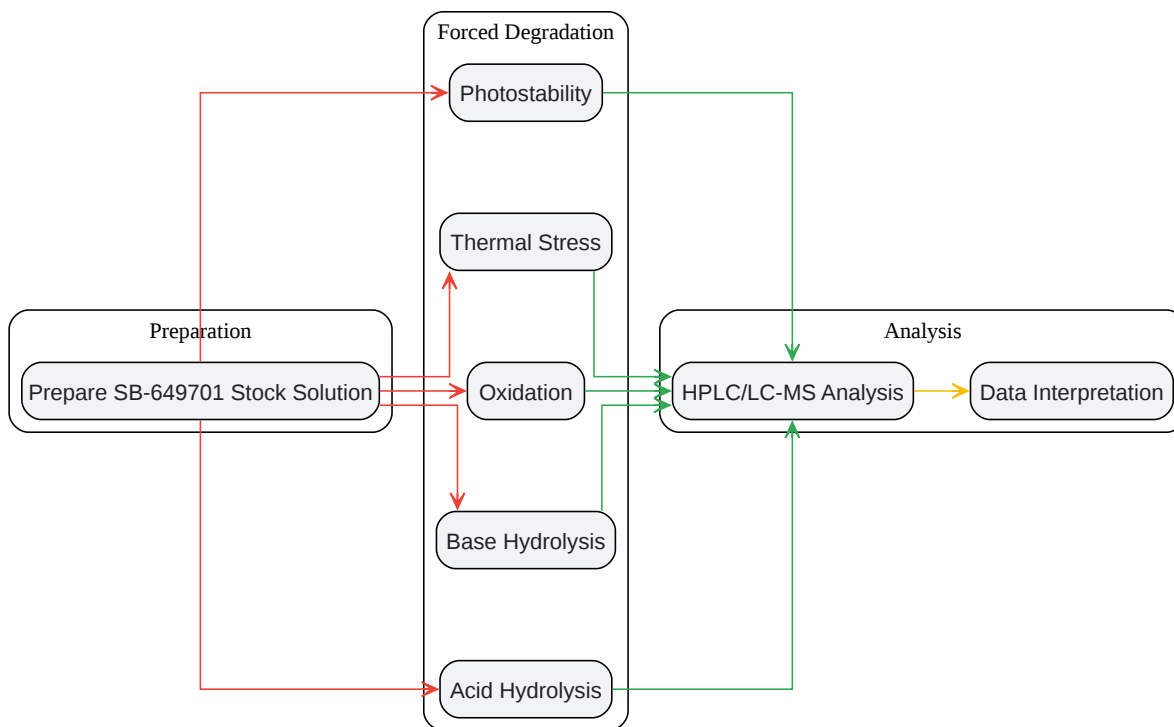 Forced Degradation
Photostability
Thermal Stress
Preparation
Analysis
Prepare SB-649701 Stock Solution
Oxidation
HPLC/LC-MS Analysis
Data Interpretation
Base Hydrolysis
Acid Hydrolysis